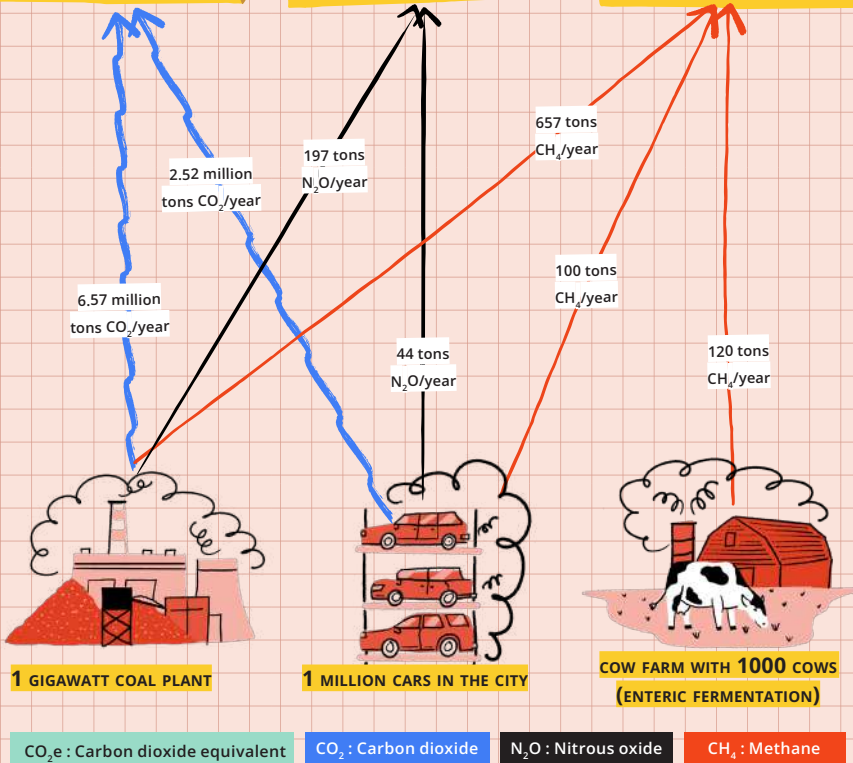 657 tons
CH₄/year
197 tons
N₂O/year
2.52 million
tons CO₂/year
100 tons
CH₄/year
6.57 million
tons CO₂/year
44 tons
N₂O/year
120 tons
CH₄/year
1 GIGAWATT COAL PLANT
1 MILLION CARS IN THE CITY
COW FARM WITH 1000 COWS
(ENTERIC FERMENTATION)
CO₂e : Carbon dioxide equivalent
CO₂ : Carbon dioxide
N₂O : Nitrous oxide
CH₄ : Methane